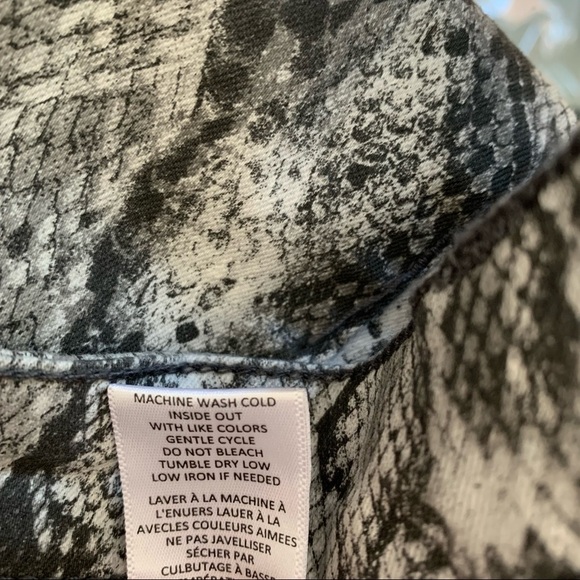 MACHINE WASH COLD
INSIDE OUT
WITH LIKE COLORS
GENTLE CYCLE
DO NOT BLEACH
TUMBLE DRY LOW
LOW IRON IF NEEDED
LAVER À LA MACHINE À
L'ENUERS LAUER À LA
AVECLES COULEURS AIMEES
NE PAS JAVELLISER
SÉCHER PAR
CULBUTAGE À BASE